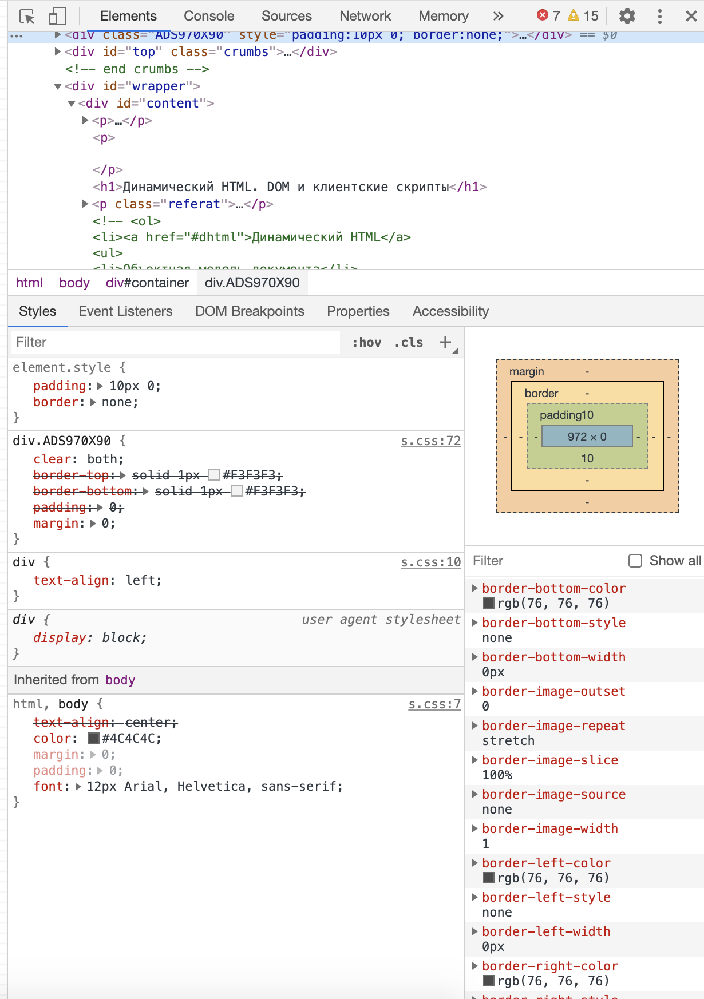 Elements Console Sources Network Memory 7 15
<div class="ADS970X90" style="padding:10px 0; border:none;">…</div> == $0
<div id="top" class="crumbs">…</div>
<!-- end crumbs -->
<div id="wrapper">
<div id="content">
<p>…</p>
<p>
</p>
<h1>Динамический HTML. DOM и клиентские скрипты</h1>
<p class="referat">…</p>
<!-- <ol>
<li><a href="#dhtml">Динамический HTML</a>
<ul>
<li>Объектная модель документа</li>
html body div#container div.ADS970X90
Styles Event Listeners DOM Breakpoints Properties Accessibility
Filter :hov .cls
element.style {
padding: 10px 0;
border: none;
}
div.ADS970X90 { s.css:72
clear: both;
border-top: solid 1px #F3F3F3;
border-bottom: solid 1px #F3F3F3;
padding: 0;
margin: 0;
}
div { s.css:10
text-align: left;
}
div { user agent stylesheet
display: block;
}
Inherited from body
html, body { s.css:7
text-align: center;
color: #4C4C4C;
margin: 0;
padding: 0;
font: 12px Arial, Helvetica, sans-serif;
}
margin -
border -
padding 10
- - - 972 × 0 - - -
10
-
-
Filter Show all
border-bottom-color
rgb(76, 76, 76)
border-bottom-style
none
border-bottom-width
0px
border-image-outset
0
border-image-repeat
stretch
border-image-slice
100%
border-image-source
none
border-image-width
1
border-left-color
rgb(76, 76, 76)
border-left-style
none
border-left-width
0px
border-right-color
rgb(76, 76, 76)
border-right-style